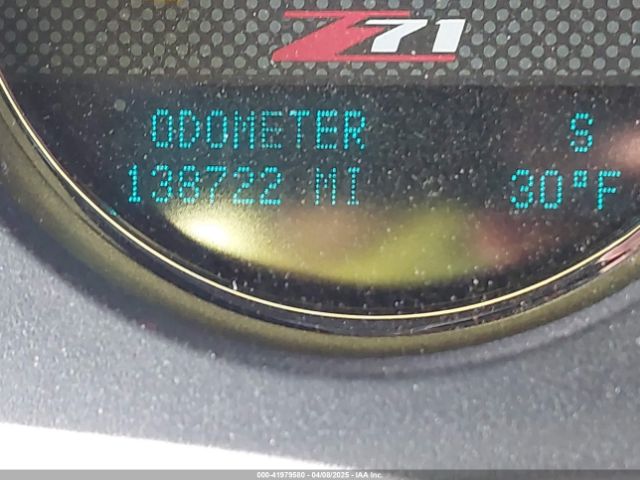 Z71
ODOMETER S
138722 MI 30°F
000-41979580 - 04/08/2025 - IAA Inc.